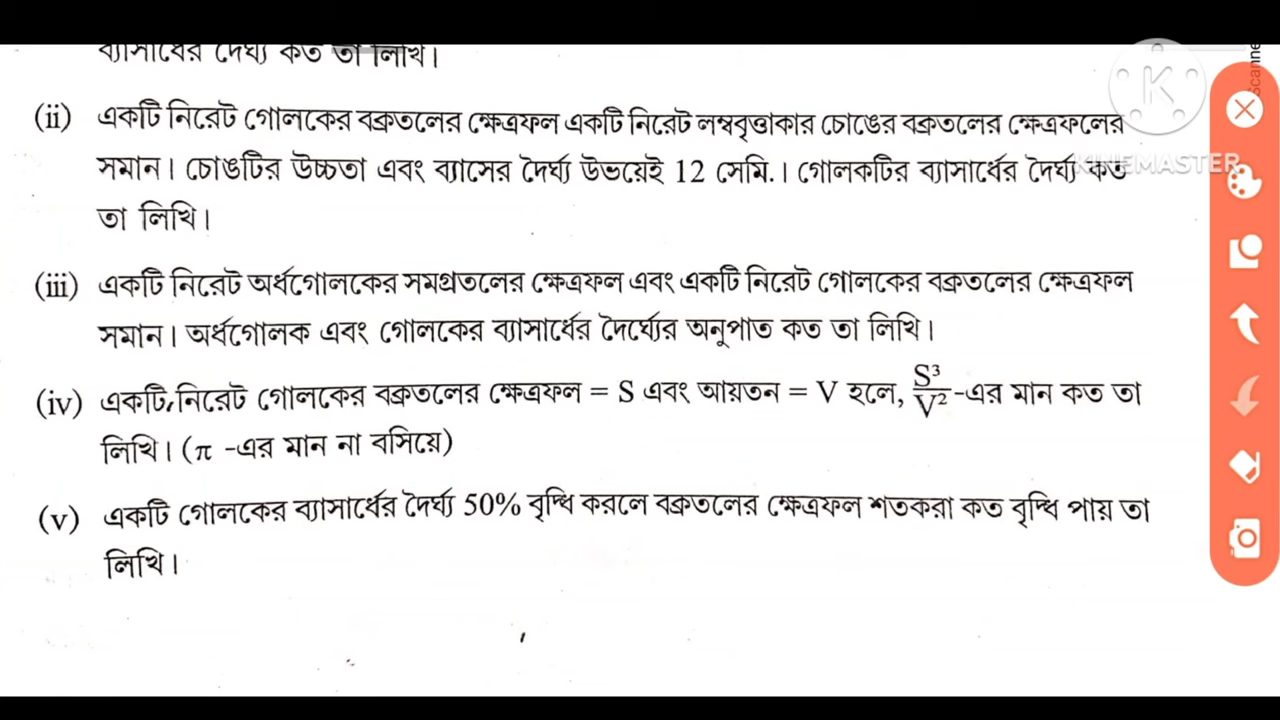 ব্যাসার্ধের দৈর্ঘ্য কত তা লিখি।
(ii) একটি নিরেট গোলকের বক্রতলের ক্ষেত্রফল একটি নিরেট লম্ববৃত্তাকার চোঙের বক্রতলের ক্ষেত্রফলের
সমান। চোঙটির উচ্চতা এবং ব্যাসের দৈর্ঘ্য উভয়েই 12 সেমি.। গোলকটির ব্যাসার্ধের দৈর্ঘ্য কত
তা লিখি।
(iii) একটি নিরেট অর্ধগোলকের সমগ্রতলের ক্ষেত্রফল এবং একটি নিরেট গোলকের বক্রতলের ক্ষেত্রফল
সমান। অর্ধগোলক এবং গোলকের ব্যাসার্ধের দৈর্ঘ্যের অনুপাত কত তা লিখি।
(iv) একটি নিরেট গোলকের বক্রতলের ক্ষেত্রফল = S এবং আয়তন = V হলে, S³/V² -এর মান কত তা
লিখি। (π -এর মান না বসিয়ে)
(v) একটি গোলকের ব্যাসার্ধের দৈর্ঘ্য 50% বৃদ্ধি করলে বক্রতলের ক্ষেত্রফল শতকরা কত বৃদ্ধি পায় তা
লিখি।
K
KINEMASTER